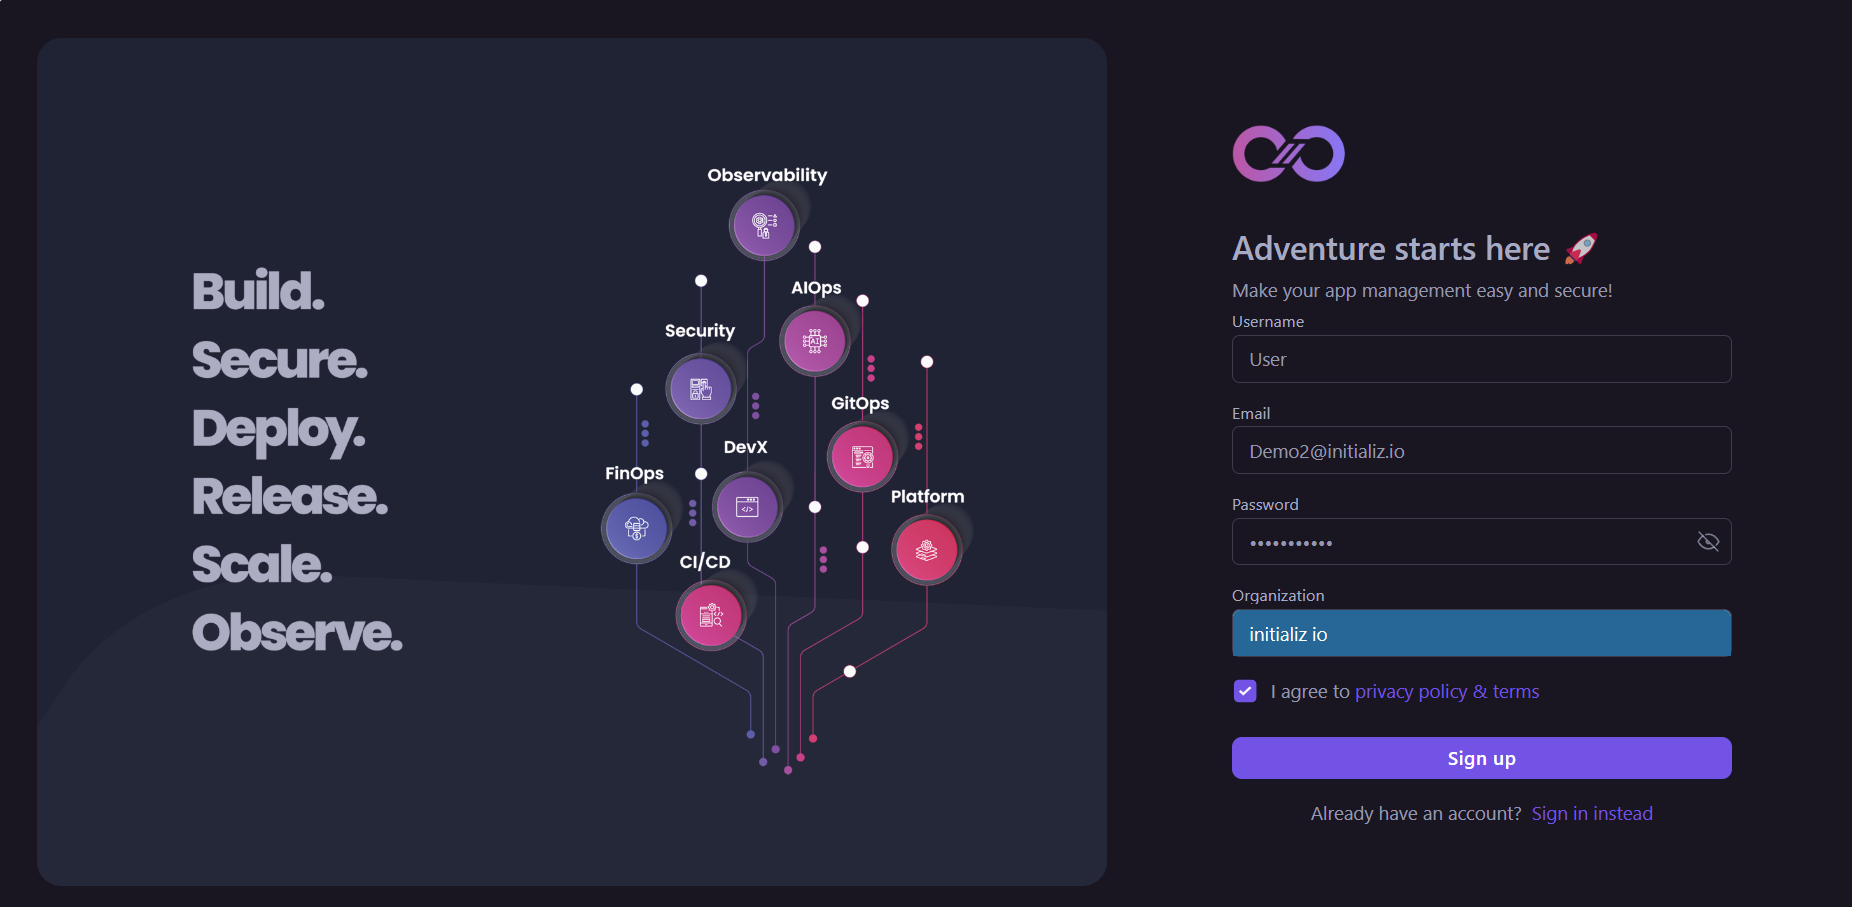 Build.
Secure.
Deploy.
Release.
Scale.
Observe.
Observability
AIOps
Security
GitOps
DevX
FinOps
Platform
CI/CD
AI
</>
Adventure starts here 🚀
Make your app management easy and secure!
Username
User
Email
Demo2@initializ.io
Password
•••••••••••
Organization
initializ io
I agree to privacy policy & terms
Sign up
Already have an account? Sign in instead